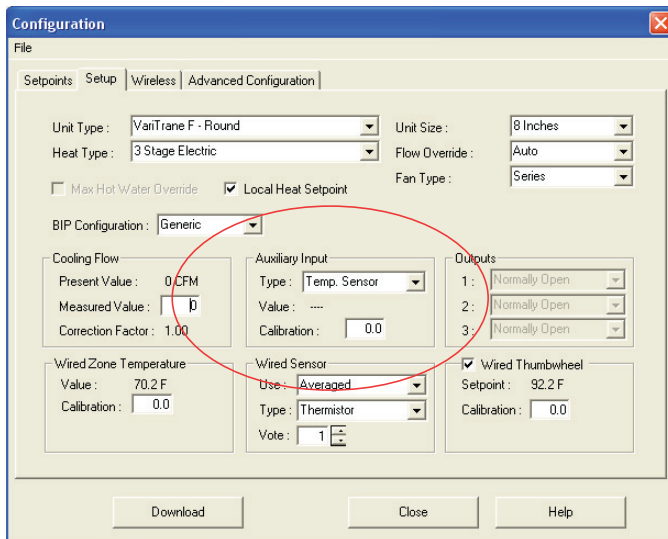 Configuration
File
Setpoints Setup Wireless Advanced Configuration
Unit Type : VariTrane F - Round
Unit Size : 8 Inches
Heat Type : 3 Stage Electric
Flow Override : Auto
Max Hot Water Override Local Heat Setpoint
Fan Type : Series
BIP Configuration : Generic
Cooling Flow
Present Value : 0 CFM
Measured Value : 0
Correction Factor : 1.00
Auxiliary Input
Type : Temp. Sensor
Value : ----
Calibration : 0.0
Outputs
1 : Normally Open
2 : Normally Open
3 : Normally Open
Wired Zone Temperature
Value : 70.2 F
Calibration : 0.0
Wired Sensor
Use : Averaged
Type : Thermistor
Vote : 1
Wired Thumbwheel
Setpoint : 92.2 F
Calibration : 0.0
Download Close Help